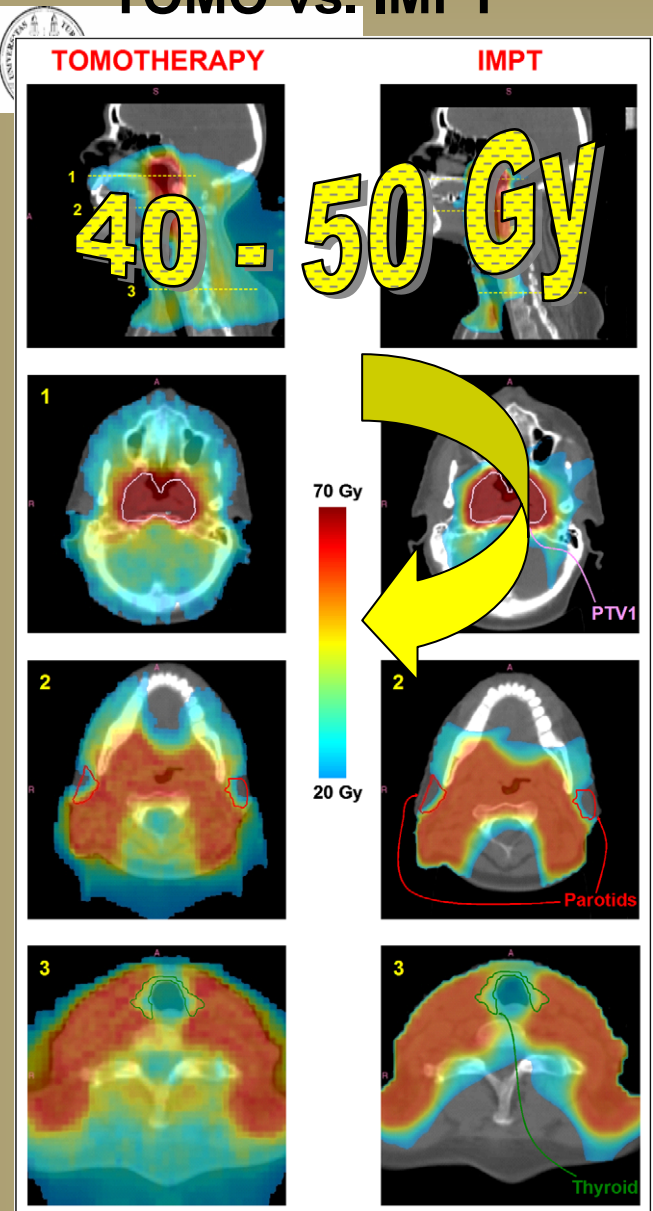 TOMO vs. IMPT
UNIVERSITAS
TOMOTHERAPY
IMPT
S
S
1
2
3
A
40 - 50 Gy
1
A
R
A
70 Gy
20 Gy
PTV1
2
A
R
2
A
R
Parotids
3
A
R
3
A
R
Thyroid